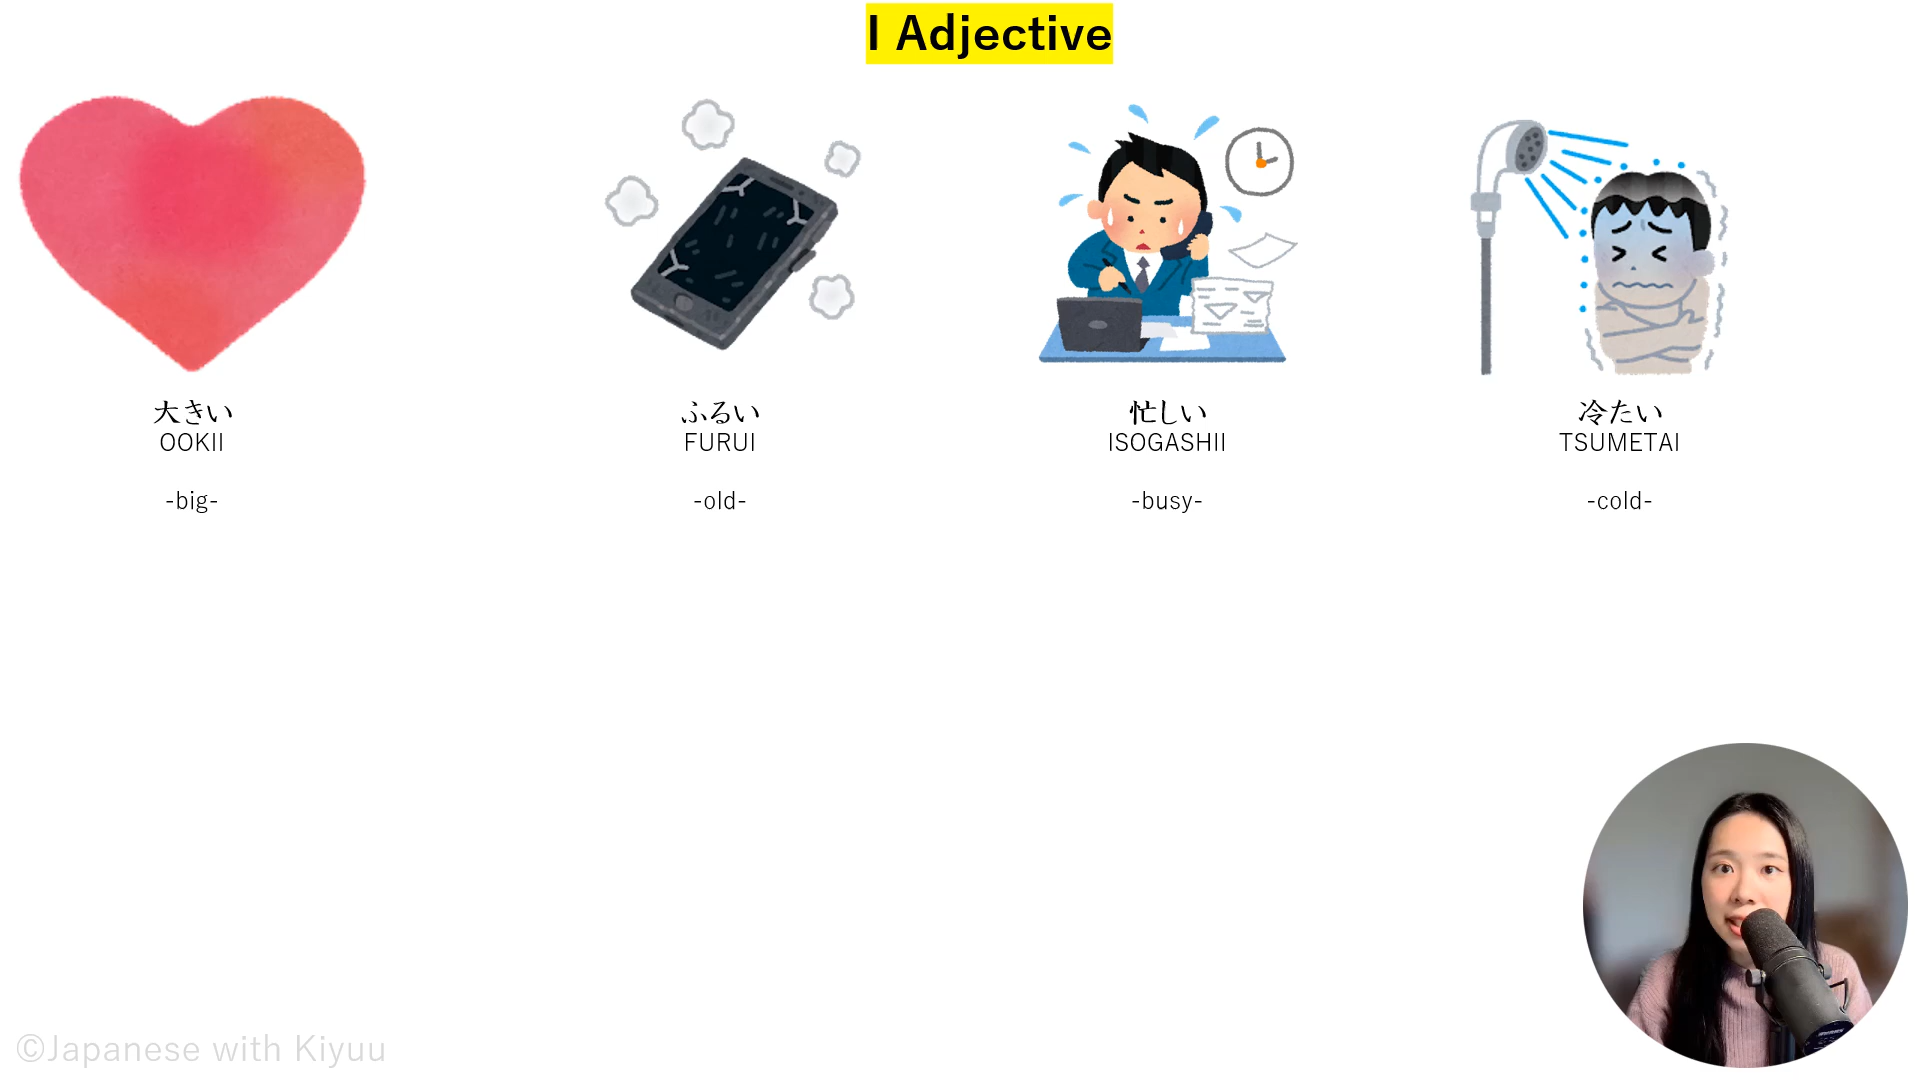 I Adjective
大きい
OOKII
-big-
ふるい
FURUI
-old-
忙しい
ISOGASHII
-busy-
冷たい
TSUMETAI
-cold-
©Japanese with Kiyuu